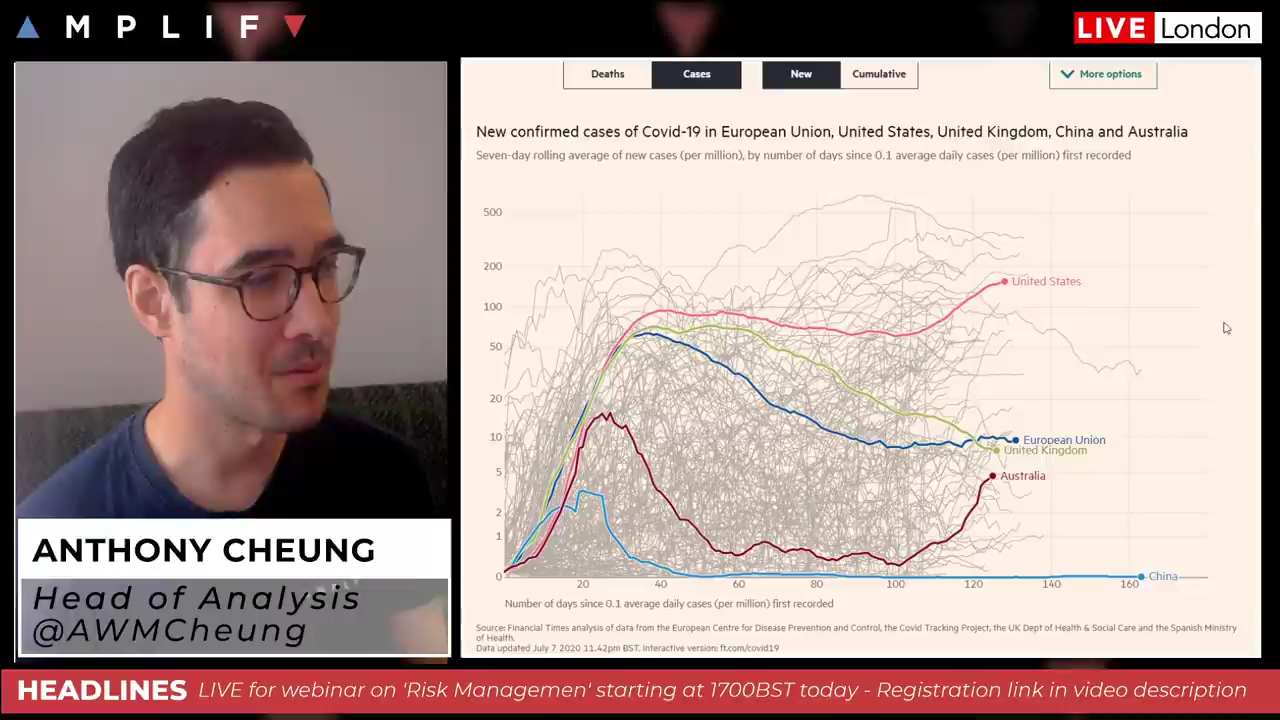 AMPLIFY
LIVE London
Deaths
Cases
New
Cumulative
More options
New confirmed cases of Covid-19 in European Union, United States, United Kingdom, China and Australia
Seven-day rolling average of new cases (per million), by number of days since 0.1 average daily cases (per million) first recorded
500
200
100
50
20
10
5
2
1
0
United States
European Union
United Kingdom
Australia
China
20
40
60
80
100
120
140
160
Number of days since 0.1 average daily cases (per million) first recorded
Source: Financial Times analysis of data from the European Centre for Disease Prevention and Control, the Covid Tracking Project, the UK Dept of Health & Social Care and the Spanish Ministry
of Health.
Data updated July 7 2020 11.42pm BST. Interactive version: ft.com/covid19
ANTHONY CHEUNG
Head of Analysis
@AWMCheung
HEADLINES LIVE for webinar on 'Risk Managemen' starting at 1700BST today - Registration link in video description